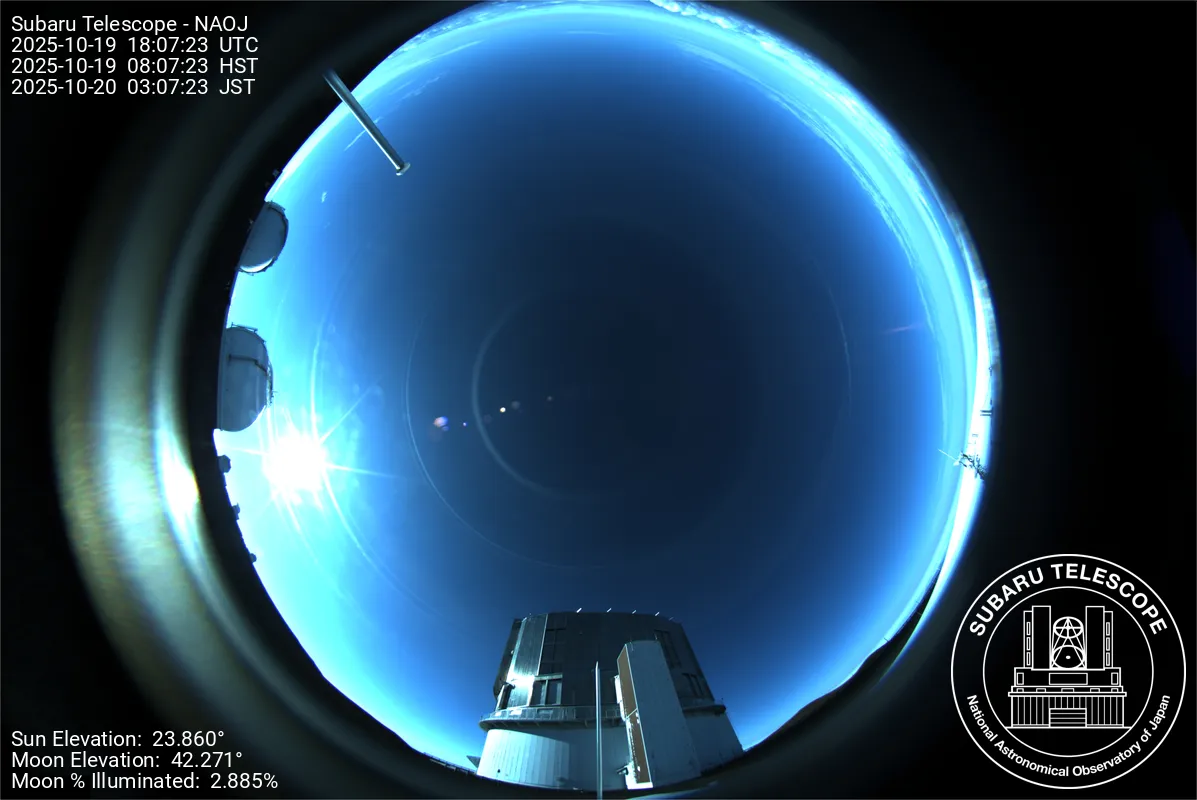 Subaru Telescope - NAOJ
2025-10-19 18:07:23 UTC
2025-10-19 08:07:23 HST
2025-10-20 03:07:23 JST
Sun Elevation: 23.860°
Moon Elevation: 42.271°
Moon % Illuminated: 2.885%
SUBARU TELESCOPE
National Astronomical Observatory of Japan